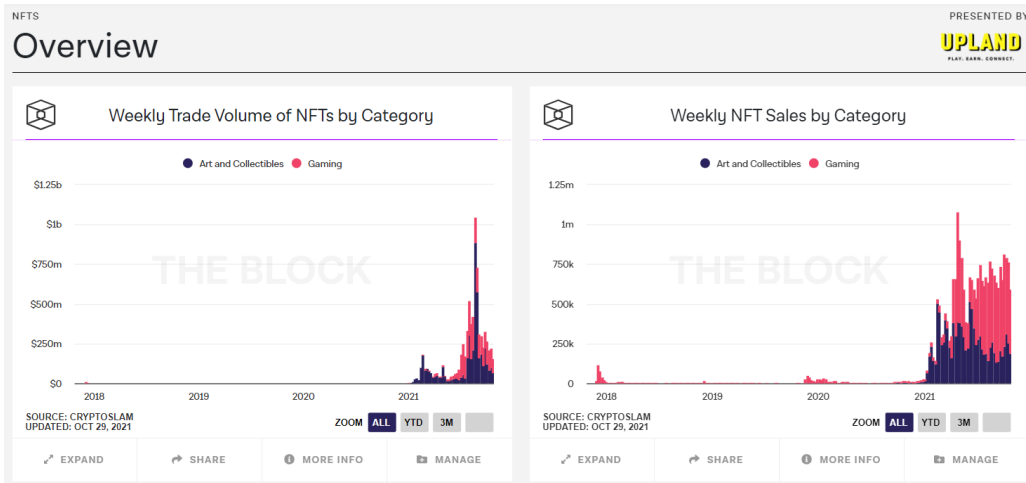 NFTS
PRESENTED BY
Overview
UPLAND
PLAY. EARN. CONNECT.
Weekly Trade Volume of NFTs by Category
Art and Collectibles Gaming
$1.25b
$1b
$750m
$500m
$250m
$0
THE BLOCK
2018 2019 2020 2021
SOURCE: CRYPTOSLAM
UPDATED: OCT 29, 2021
ZOOM ALL YTD 3M
EXPAND SHARE MORE INFO MANAGE
Weekly NFT Sales by Category
Art and Collectibles Gaming
1.25m
1m
750k
500k
250k
0
THE BLOCK
2018 2019 2020 2021
SOURCE: CRYPTOSLAM
UPDATED: OCT 29, 2021
ZOOM ALL YTD 3M
EXPAND SHARE MORE INFO MANAGE